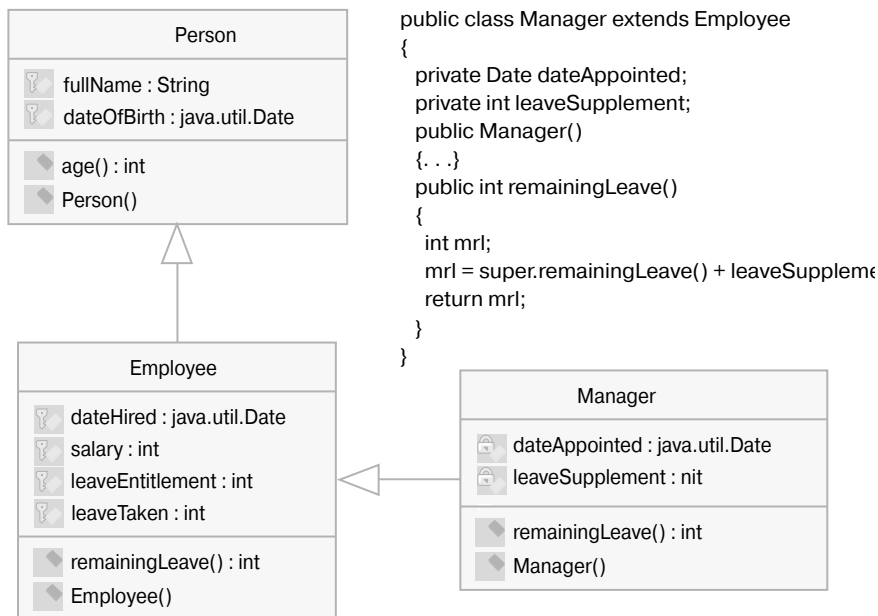 Person
fullName : String
dateOfBirth : java.util.Date
age() : int
Person()
public class Manager extends Employee
{
private Date dateAppointed;
private int leaveSupplement;
public Manager()
{. . .}
public int remainingLeave()
{
int mrl;
mrl = super.remainingLeave() + leaveSuppleme
return mrl;
}
}
Employee
dateHired : java.util.Date
salary : int
leaveEntitlement : int
leaveTaken : int
remainingLeave() : int
Employee()
Manager
dateAppointed : java.util.Date
leaveSupplement : nit
remainingLeave() : int
Manager()